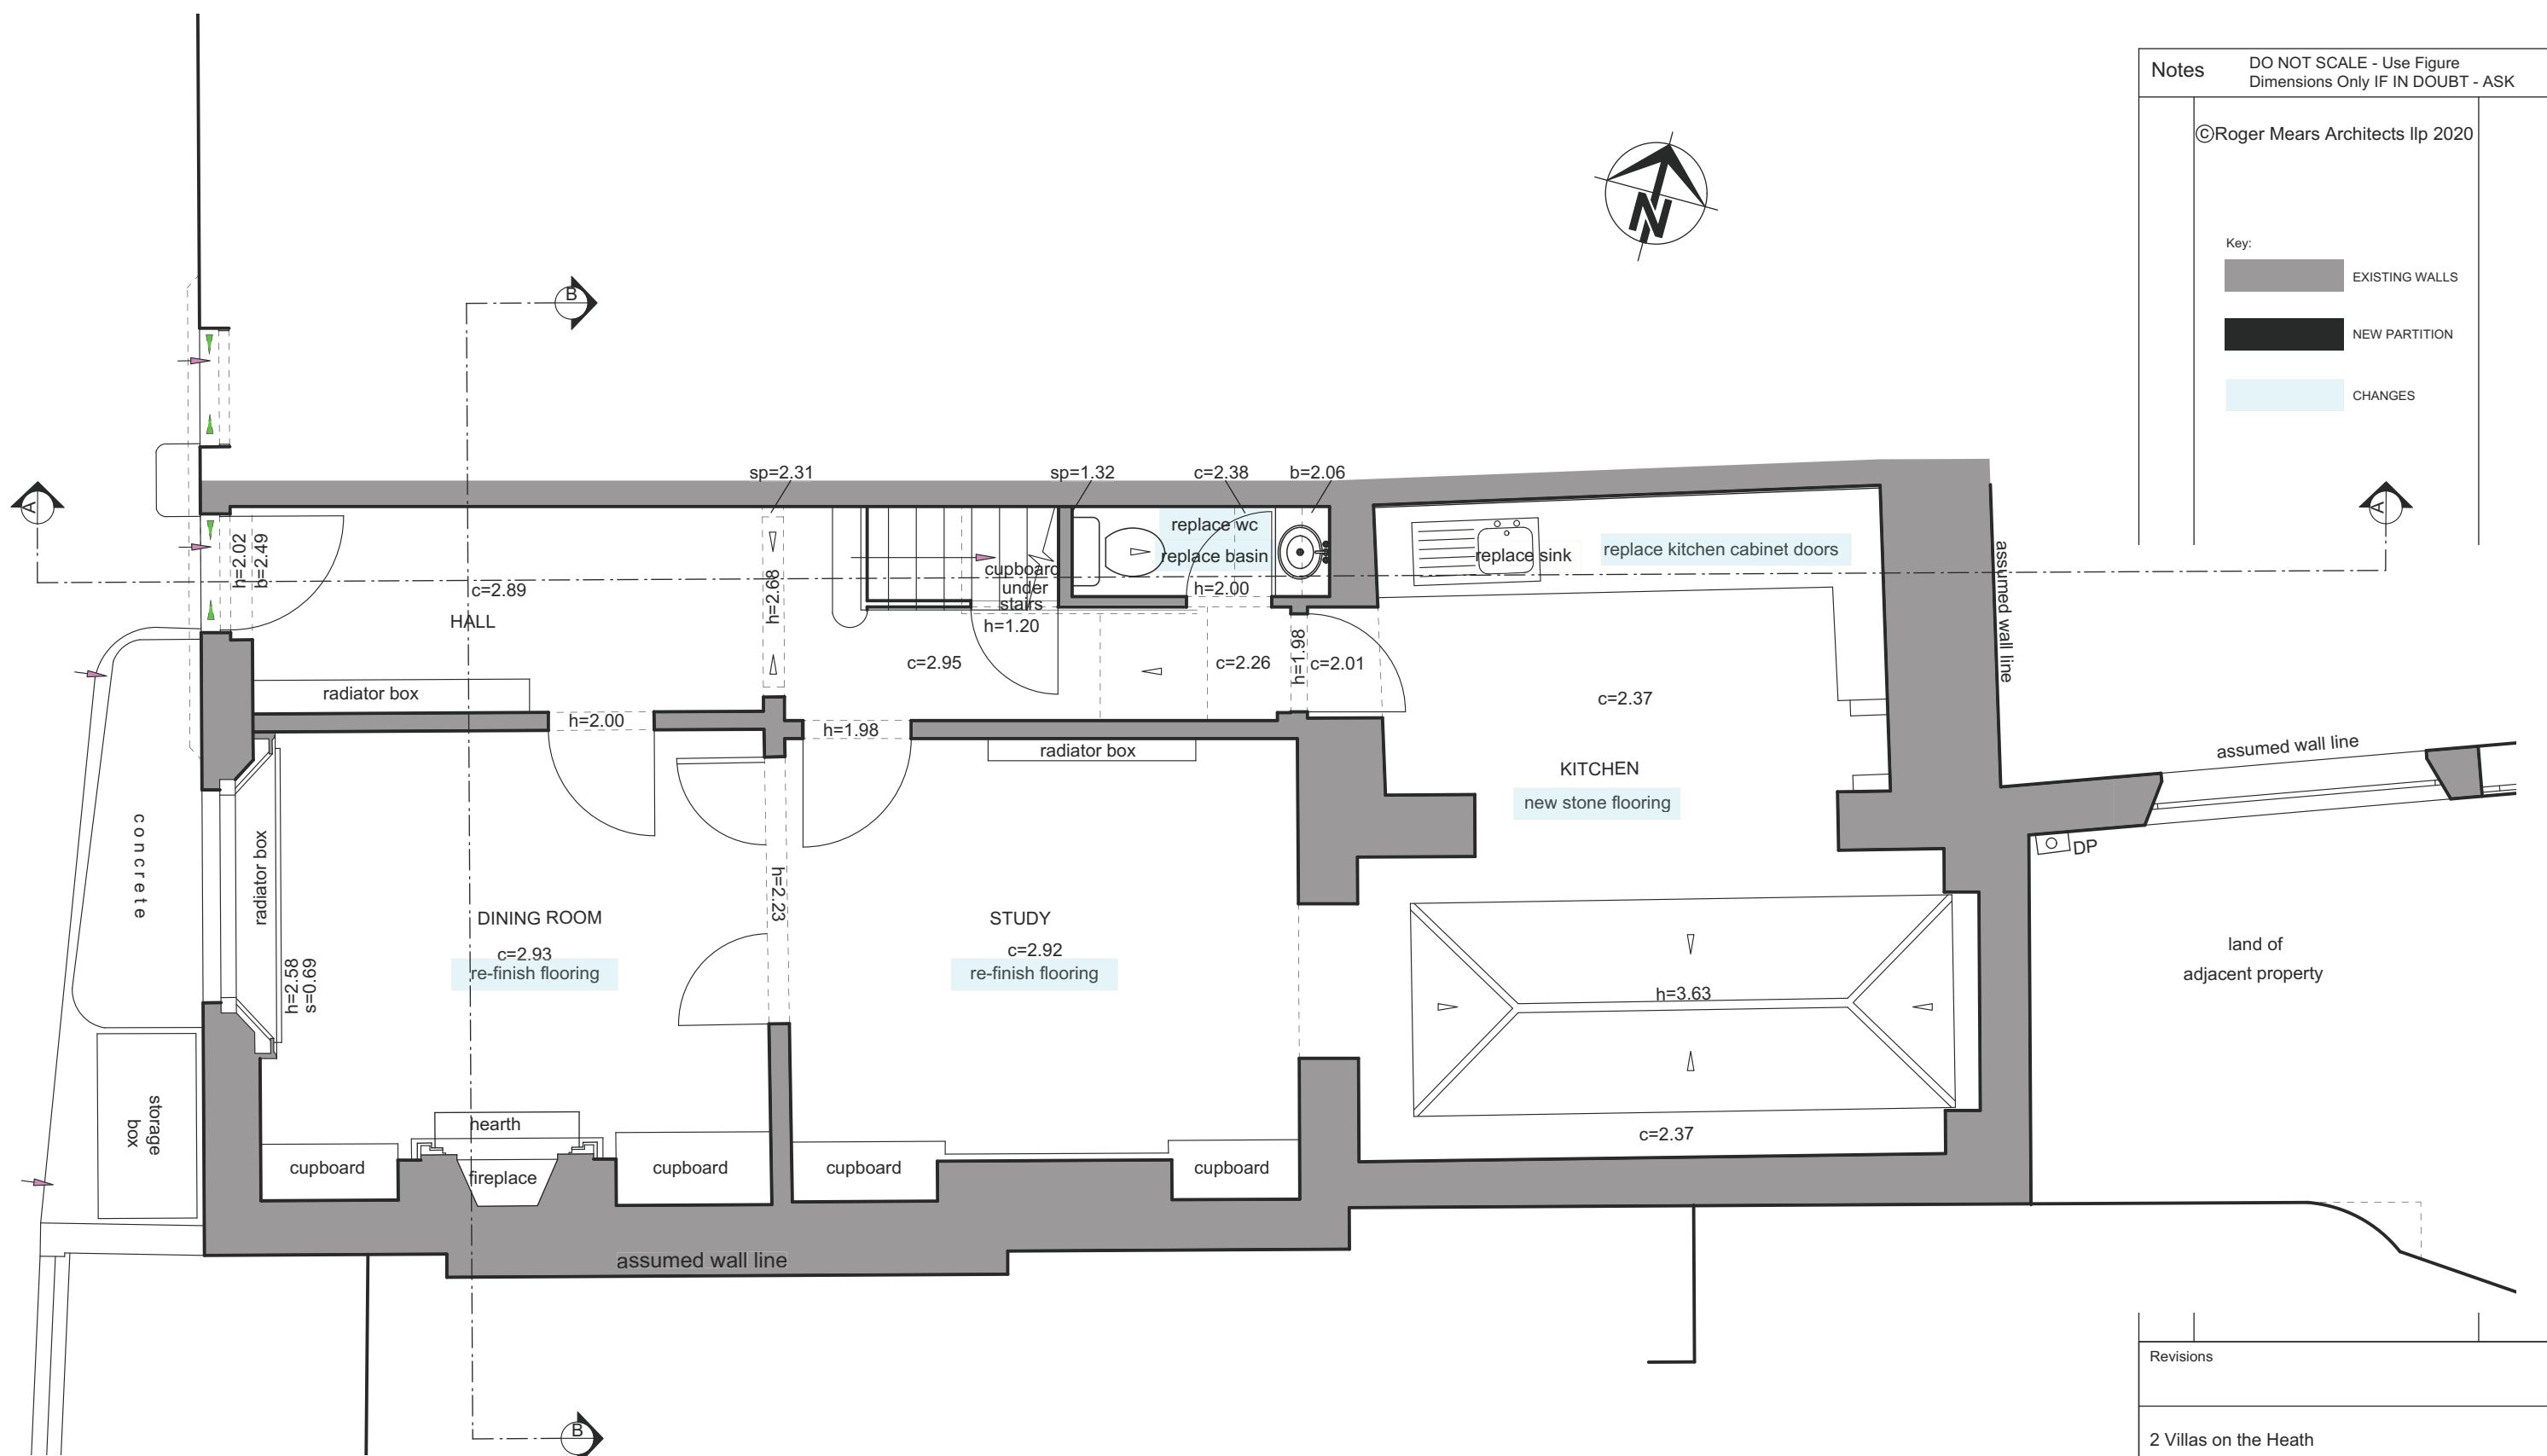 Notes
DO NOT SCALE - Use Figure
Dimensions Only IF IN DOUBT - ASK
©Roger Mears Architects llp 2020
Key:
EXISTING WALLS
NEW PARTITION
CHANGES
N
B
A
A
sp=2.31
sp=1.32
c=2.38
b=2.06
h=2.02
b=2.49
c=2.89
HALL
h=2.68
cupboard
under
stairs
h=1.20
replace wc
replace basin
h=2.00
replace sink
replace kitchen cabinet doors
assumed wall line
c=2.95
c=2.26
h=1.98
c=2.01
radiator box
h=2.00
h=1.98
radiator box
c=2.37
KITCHEN
new stone flooring
assumed wall line
DP
concrete
radiator box
h=2.58
s=0.69
DINING ROOM
c=2.93
re-finish flooring
h=2.23
STUDY
c=2.92
re-finish flooring
h=3.63
land of
adjacent property
storage
box
hearth
cupboard
fireplace
cupboard
cupboard
cupboard
c=2.37
assumed wall line
B
Revisions
2 Villas on the Heath